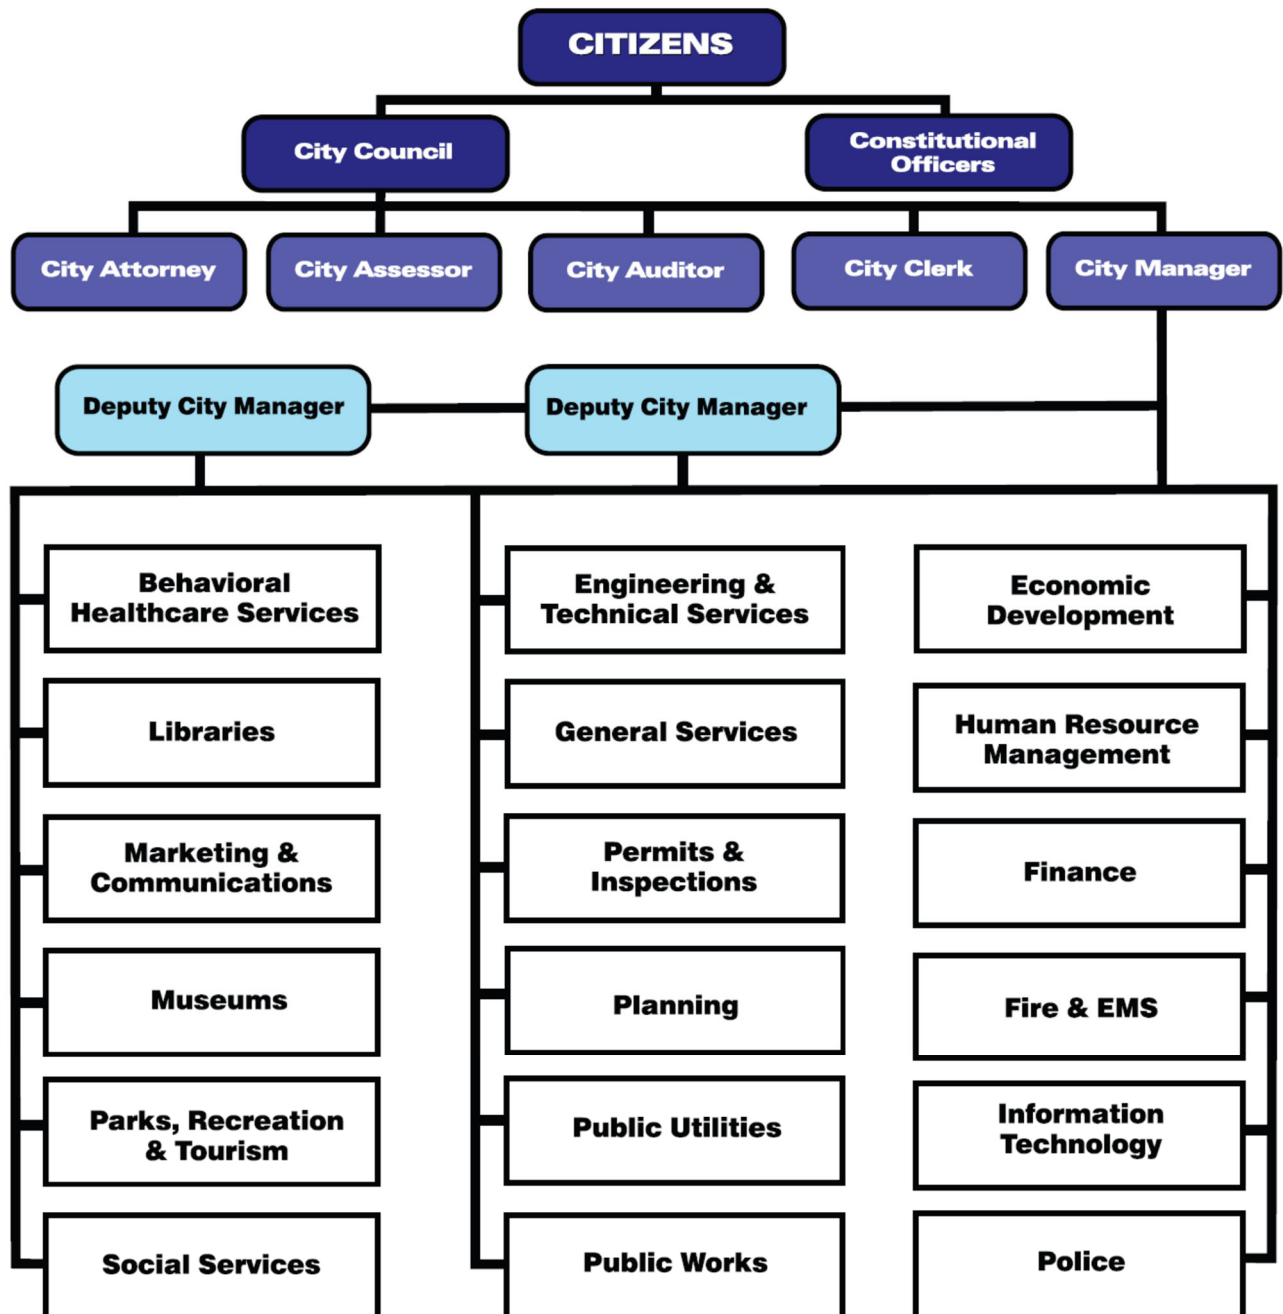 CITIZENS
City Council
Constitutional
Officers
City Attorney
City Assessor
City Auditor
City Clerk
City Manager
Deputy City Manager
Deputy City Manager
Behavioral
Healthcare Services
Libraries
Marketing &
Communications
Museums
Parks, Recreation
& Tourism
Social Services
Engineering &
Technical Services
General Services
Permits &
Inspections
Planning
Public Utilities
Public Works
Economic
Development
Human Resource
Management
Finance
Fire & EMS
Information
Technology
Police